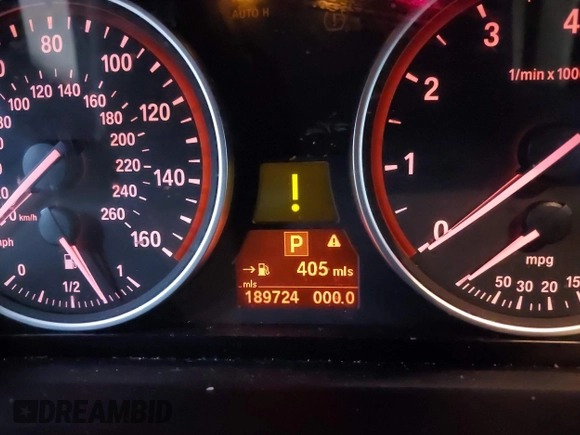 AUTO H
80
100
120
140
160
100 120 140
160
180
200
220
240
260
km/h
0 1/2 1
!
P
405 mls
mls
189724 000.0
0
1
2
3
4
1/min x 100
mpg
50 30 20 15
DREAMBID